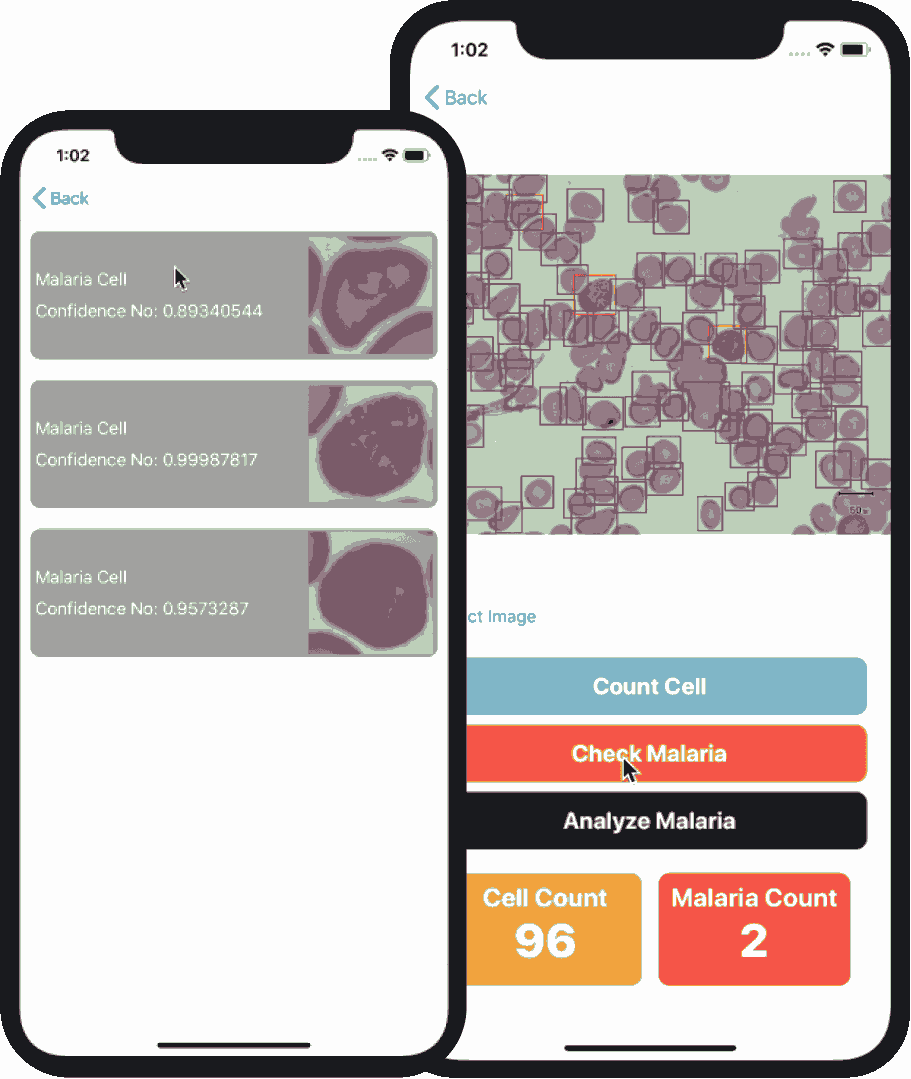 1:02
Back
Malaria Cell
Confidence No: 0.89340544
Malaria Cell
Confidence No: 0.99987817
Malaria Cell
Confidence No: 0.9573287
1:02
Back
50
ct Image
Count Cell
Check Malaria
Analyze Malaria
Cell Count
96
Malaria Count
2